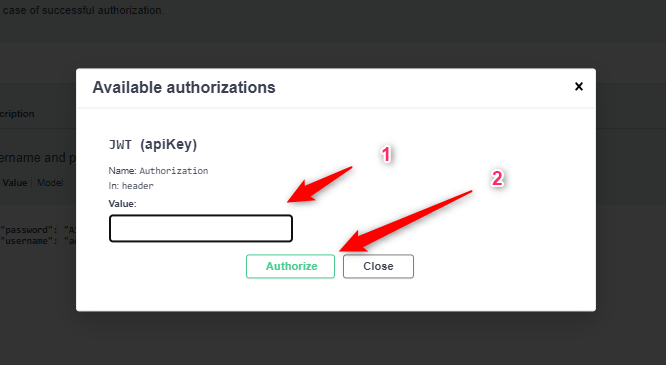 case of successful authorization.
Available authorizations
×
cription
JWT (apiKey)
1
ername and p
Name: Authorization
2
Value | Model
In: header
Value:
"password": "A
"username": "a
Authorize
Close